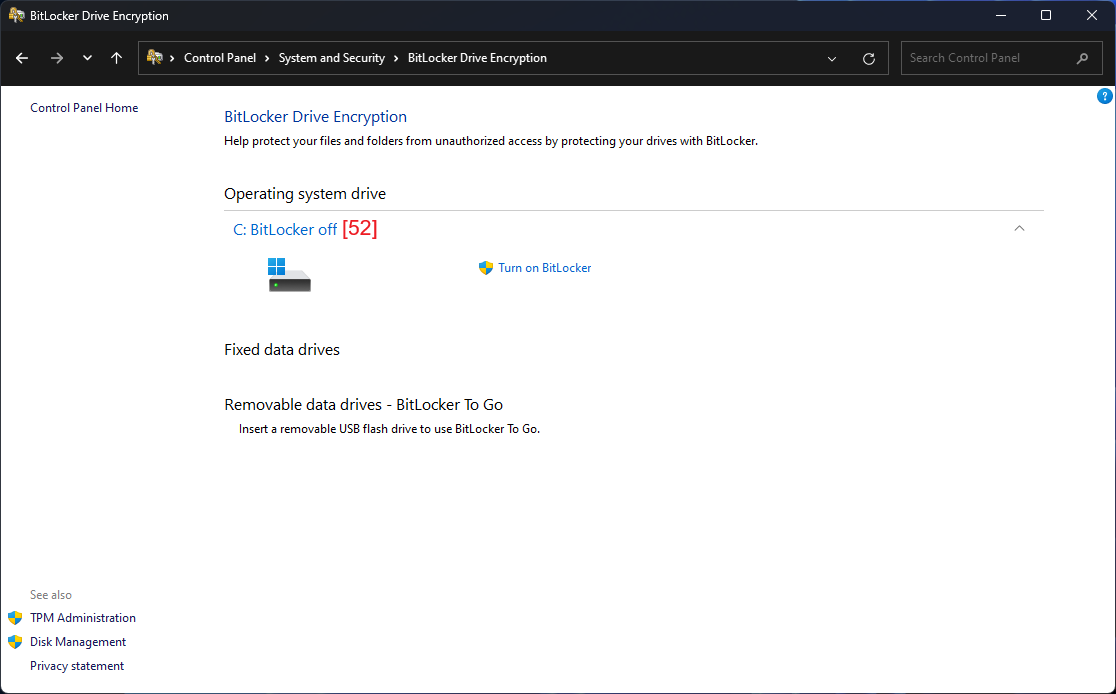 BitLocker Drive Encryption
Control Panel > System and Security > BitLocker Drive Encryption
Search Control Panel
?
Control Panel Home
BitLocker Drive Encryption
Help protect your files and folders from unauthorized access by protecting your drives with BitLocker.
Operating system drive
C: BitLocker off [52]
Turn on BitLocker
Fixed data drives
Removable data drives - BitLocker To Go
Insert a removable USB flash drive to use BitLocker To Go.
See also
TPM Administration
Disk Management
Privacy statement